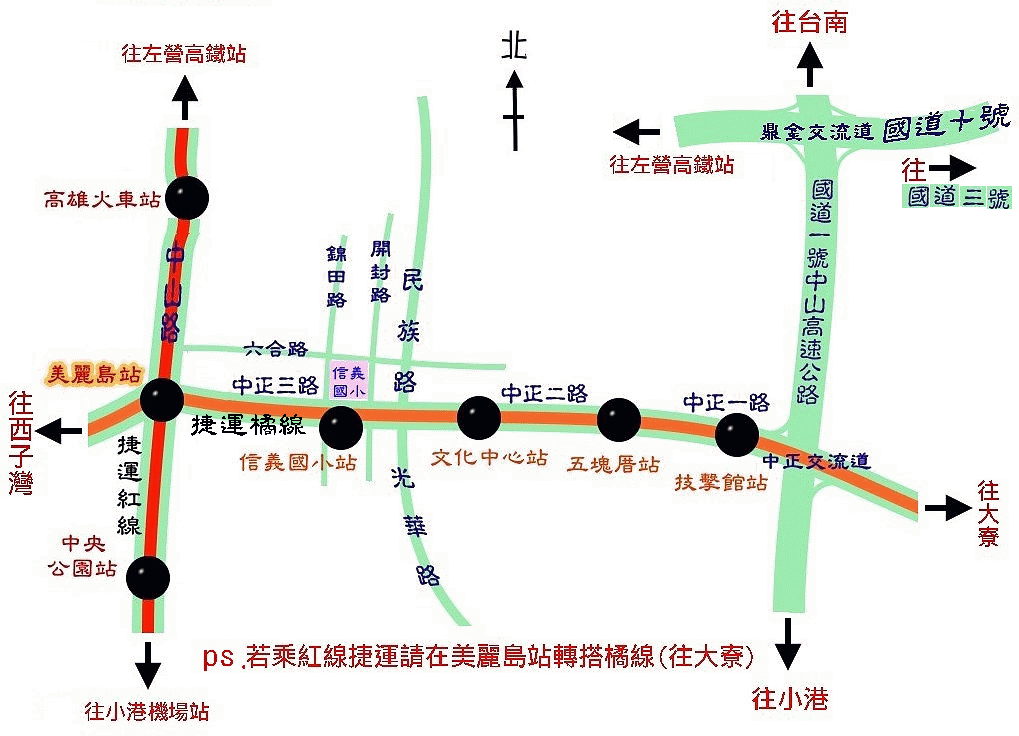 往台南
北
往左營高鐵站
鼎金交流道
國道十號
往左營高鐵站
往
國道三號
高雄火車站
國道一號中山高速公路
中山路
錦田路
開封路
民族路
六合路
美麗島站
信義
國小
中正三路
中正二路
中正一路
往西子灣
捷運橘線
捷運紅線
信義國小站
文化中心站
五塊厝站
技擊館站
中正交流道
光華路
往大寮
中央
公園站
ps.若乘紅線捷運請在美麗島站轉搭橘線(往大寮)
往小港機場站
往小港